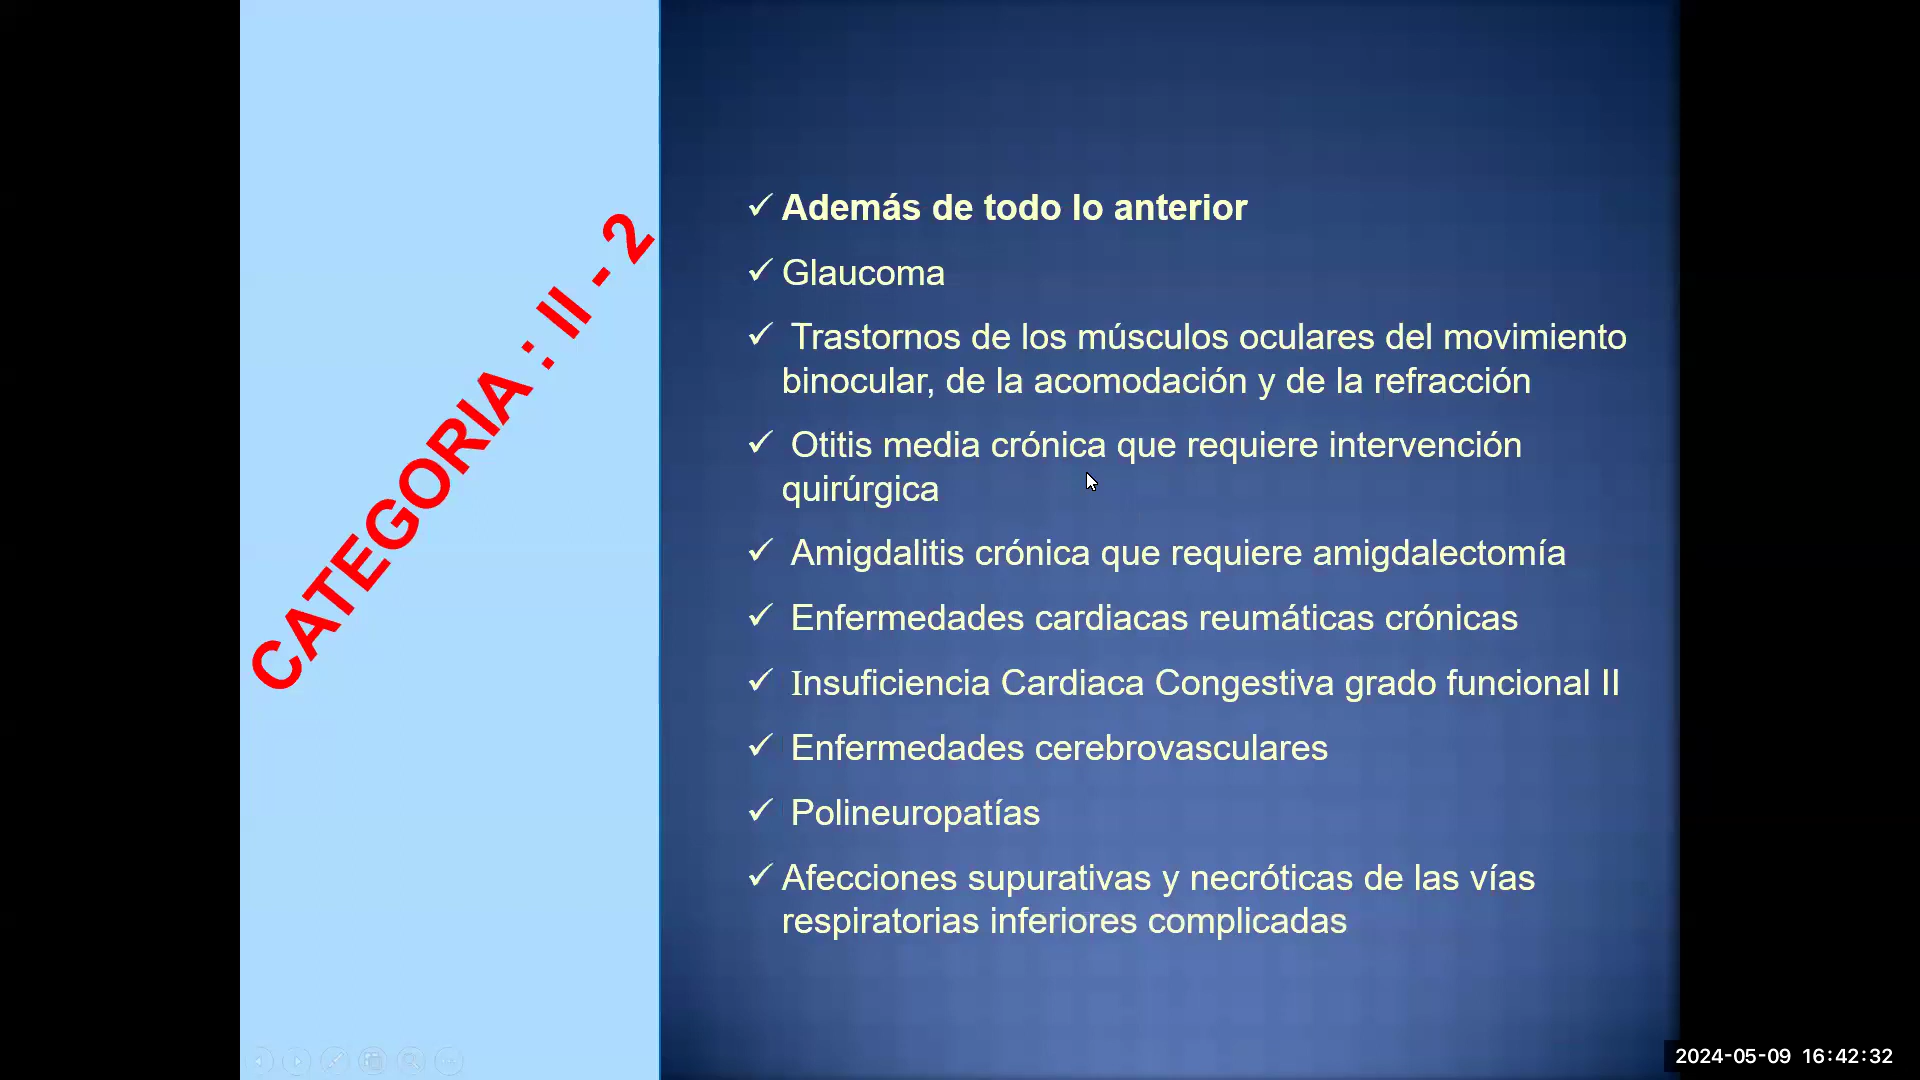 CATEGORIA : II - 2
✓ Además de todo lo anterior
✓ Glaucoma
✓ Trastornos de los músculos oculares del movimiento
binocular, de la acomodación y de la refracción
✓ Otitis media crónica que requiere intervención
quirúrgica
✓ Amigdalitis crónica que requiere amigdalectomía
✓ Enfermedades cardiacas reumáticas crónicas
✓ Insuficiencia Cardiaca Congestiva grado funcional II
✓ Enfermedades cerebrovasculares
✓ Polineuropatías
✓ Afecciones supurativas y necróticas de las vías
respiratorias inferiores complicadas
2024-05-09 16:42:32